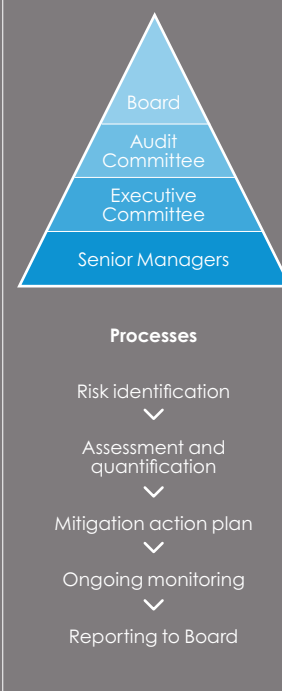 Board
Audit
Committee
Executive
Committee
Senior Managers
Processes
Risk identification
Assessment and
quantification
Mitigation action plan
Ongoing monitoring
Reporting to Board